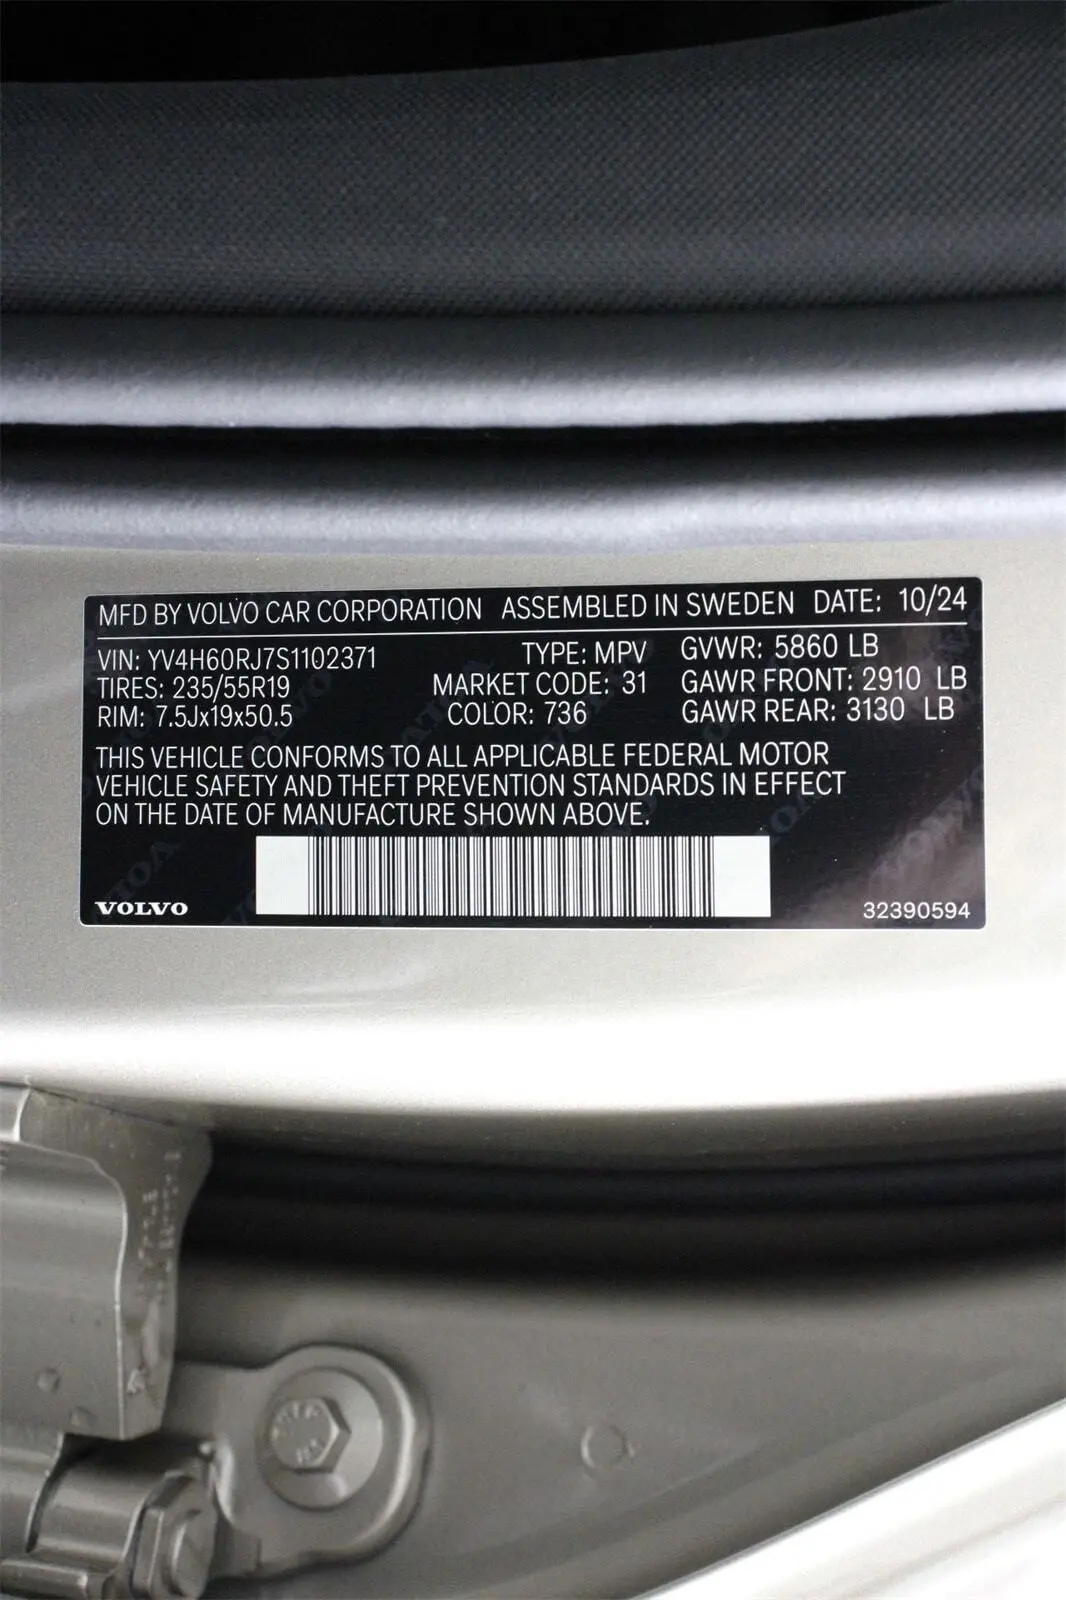 MFD BY VOLVO CAR CORPORATION ASSEMBLED IN SWEDEN DATE: 10/24
VIN: YV4H60RJ7S1102371 TYPE: MPV GVWR: 5860 LB
TIRES: 235/55R19 MARKET CODE: 31 GAWR FRONT: 2910 LB
RIM: 7.5Jx19x50.5 COLOR: 736 GAWR REAR: 3130 LB
THIS VEHICLE CONFORMS TO ALL APPLICABLE FEDERAL MOTOR
VEHICLE SAFETY AND THEFT PREVENTION STANDARDS IN EFFECT
ON THE DATE OF MANUFACTURE SHOWN ABOVE.
VOLVO 32390594